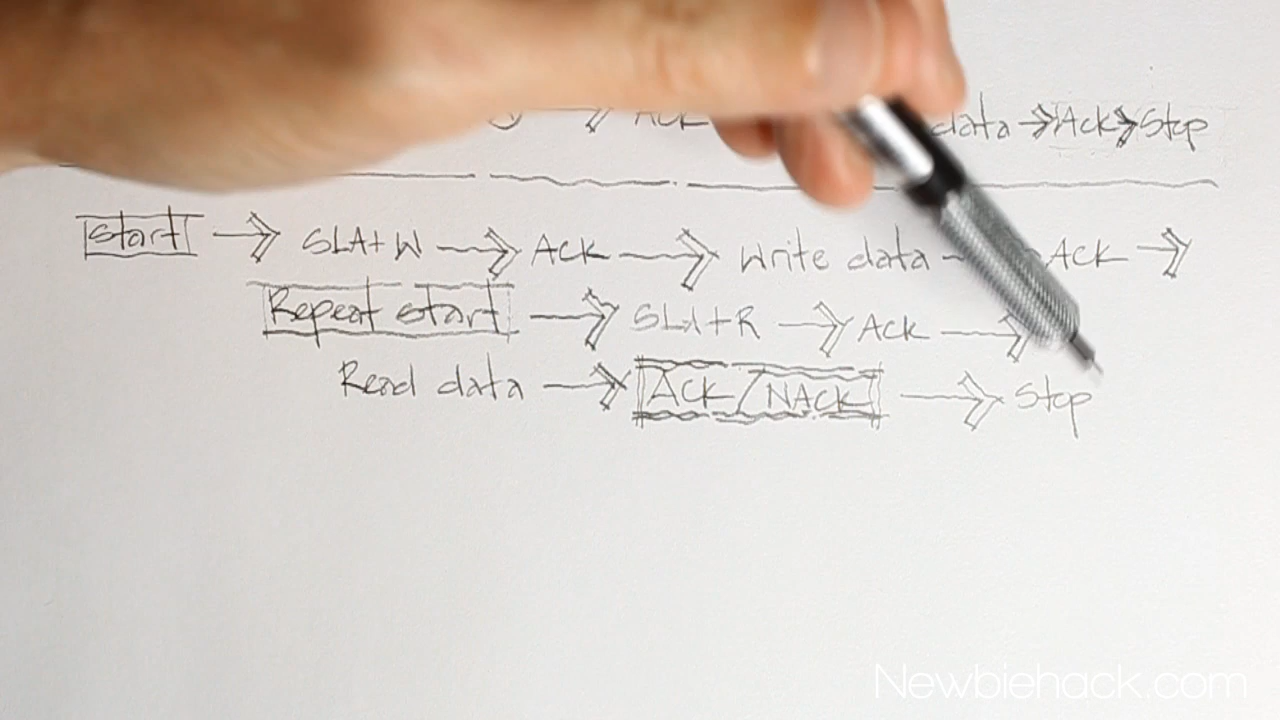 ACK data → Ack → Stop
start → SLA+W → ACK → Write data - ACK →
Repeat start → SLA+R → ACK →
Read data → ACK/NACK → Stop
Newbiehack.com